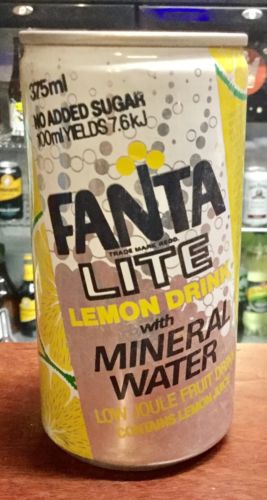 375ml
NO ADDED SUGAR
100ml YIELDS 7.6kJ
FANTA
TRADE MARK REGD.
LITE
LEMON DRINK
with
MINERAL
WATER
LOW JOULE FRUIT DRINK
CONTAINS LEMON JUICE